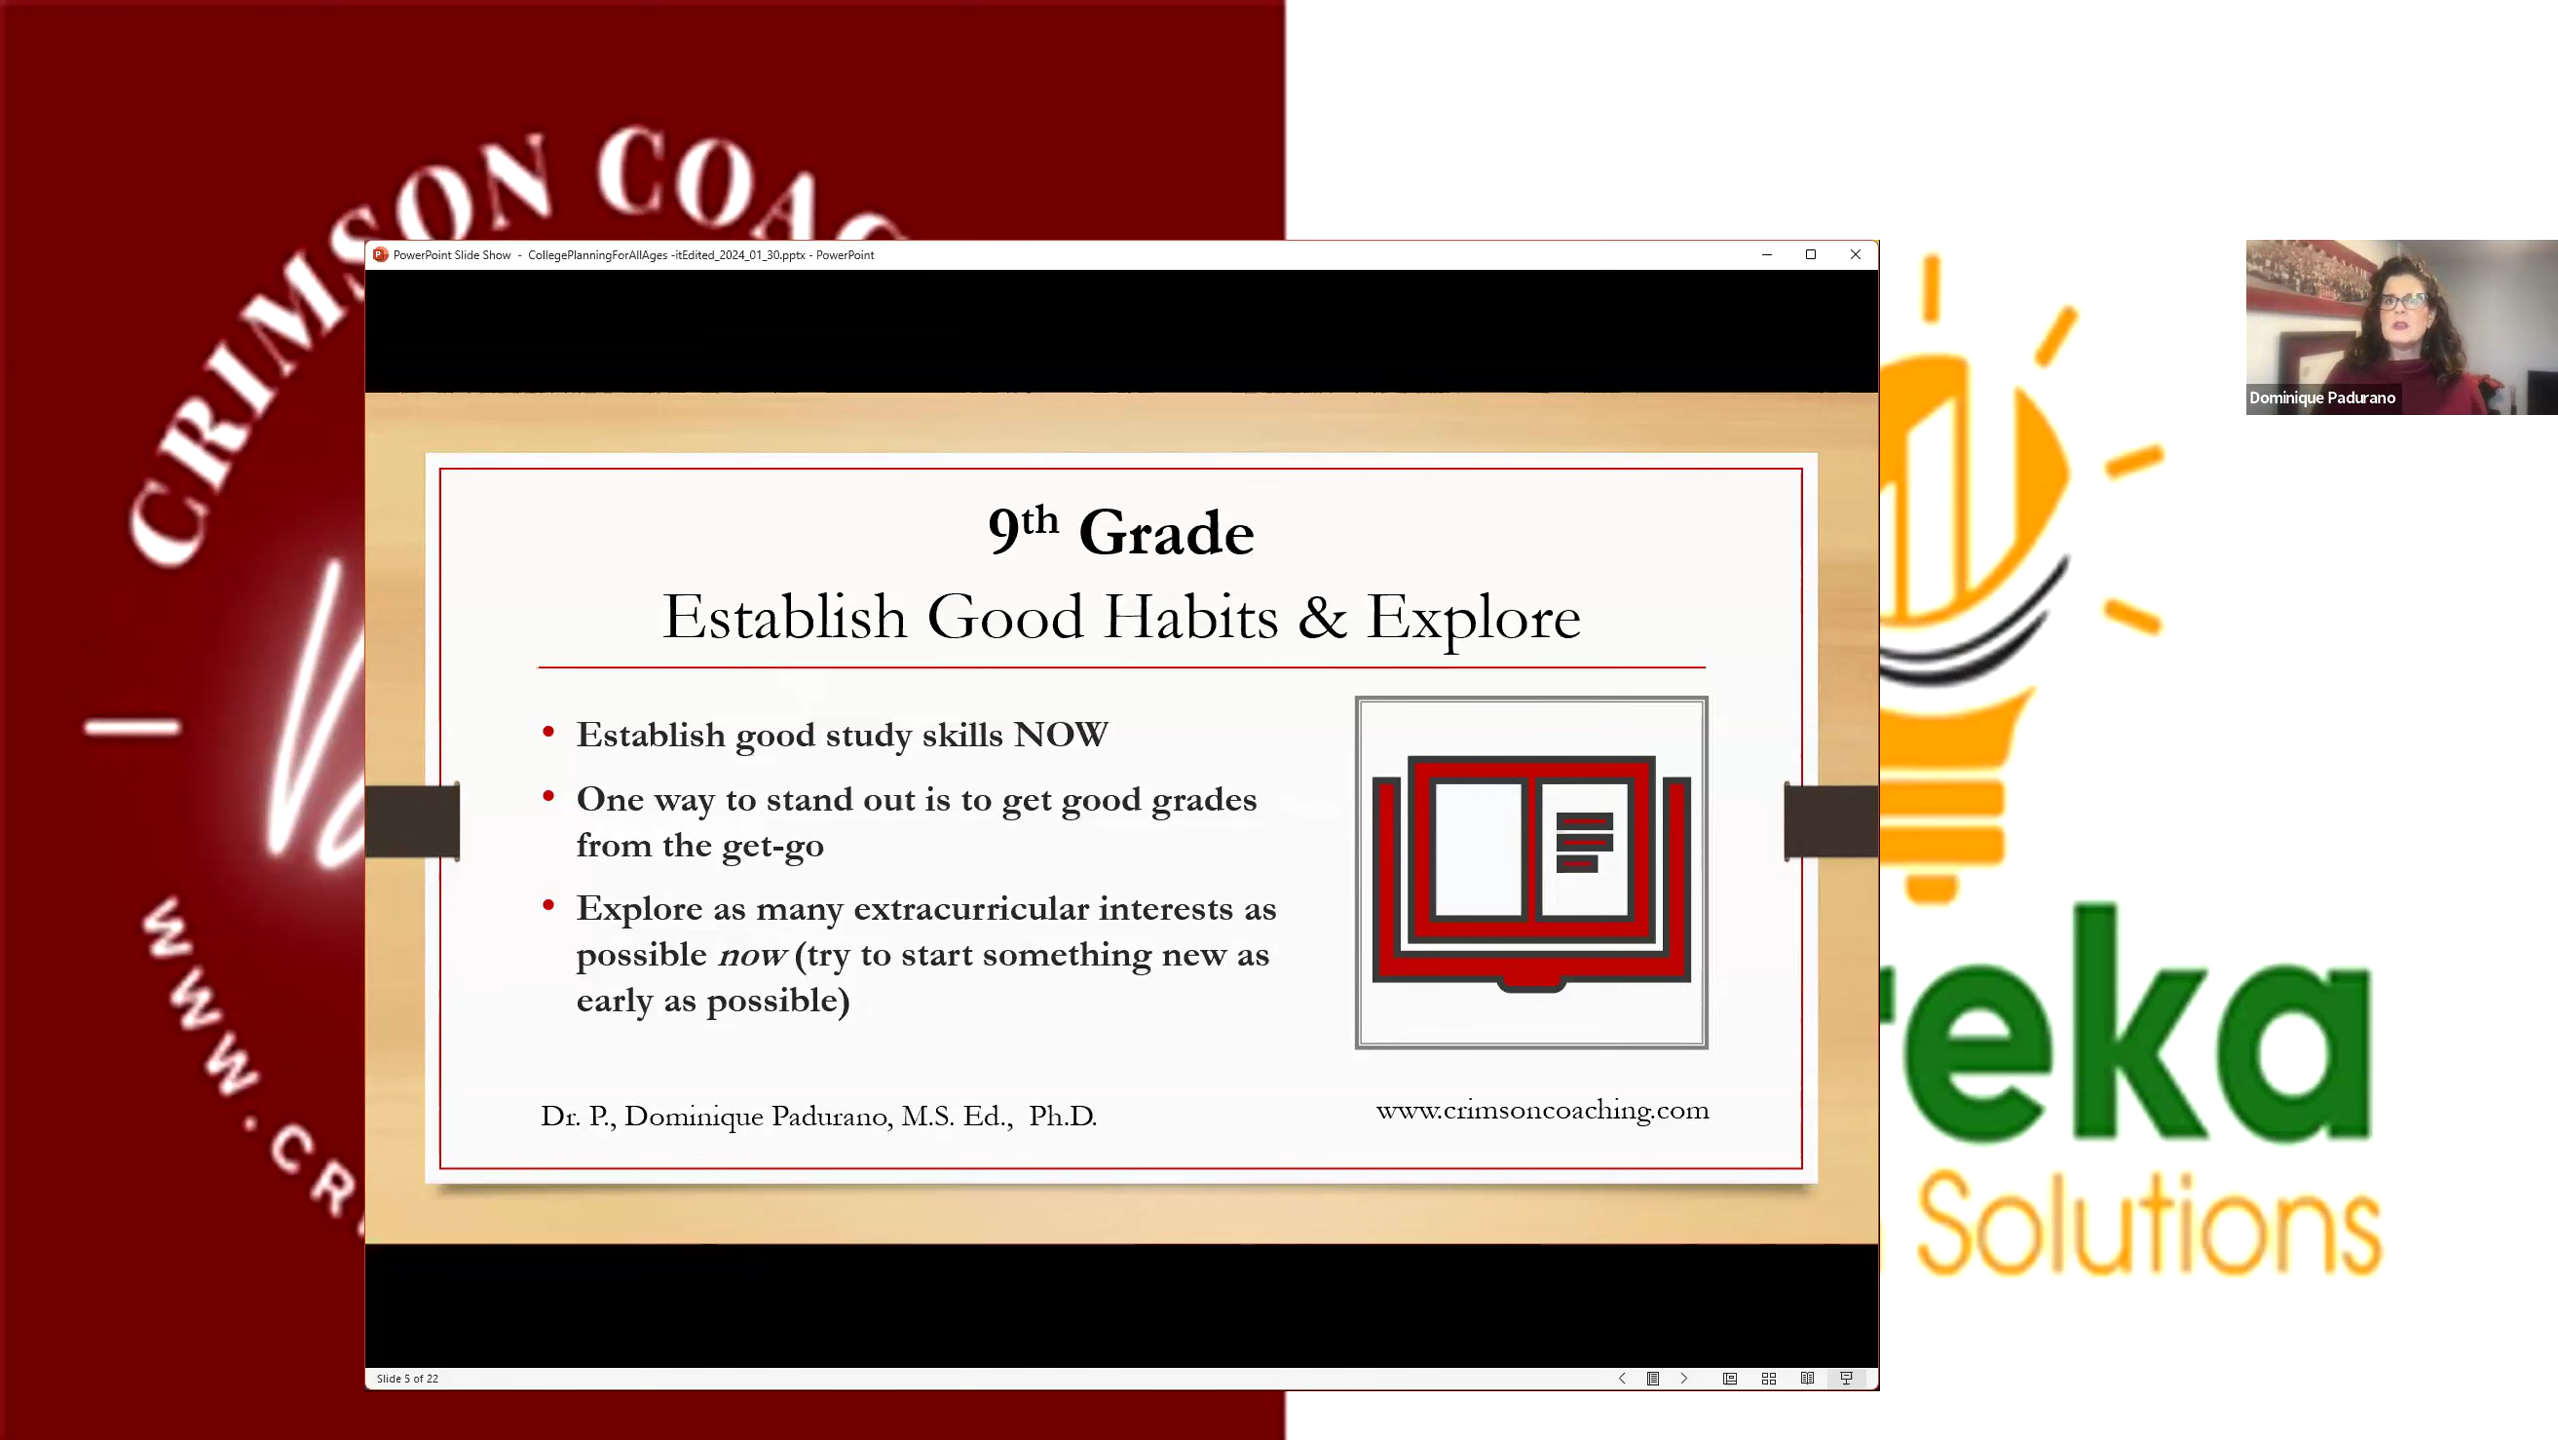 CRIMSON COAC
PowerPoint Slide Show - CollegePlanningForAllAges -itEdited_2024_01_30.pptx - PowerPoint
Dominique Padurano
9th Grade
Establish Good Habits & Explore
• Establish good study skills NOW
• One way to stand out is to get good grades
from the get-go
• Explore as many extracurricular interests as
possible now (try to start something new as
early as possible)
Dr. P., Dominique Padurano, M.S. Ed., Ph.D.
www.crimsoncoaching.com
Slide 5 of 22
www.CR
reka
Solutions